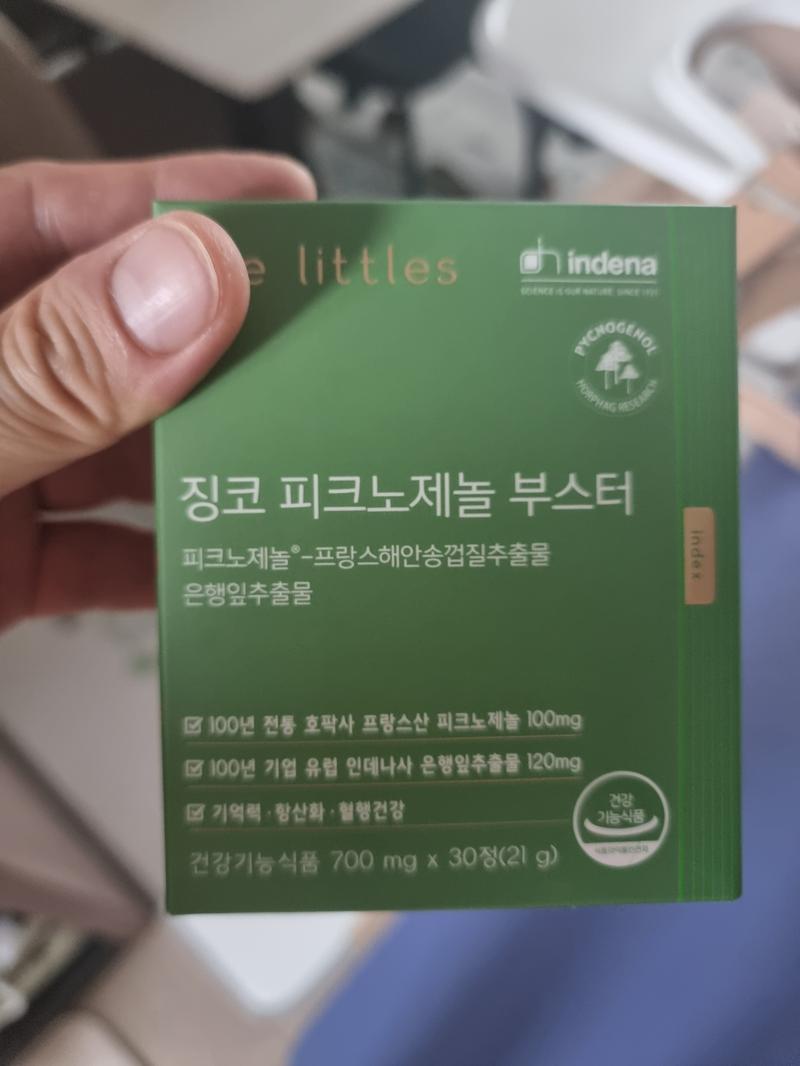 e littles
indena
SCIENCE IS OUR NATURE. SINCE 1921
PYCNOGENOL
HORPHAG RESEARCH
징코 피크노제놀 부스터
피크노제놀®-프랑스해안송껍질추출물
은행잎추출물
index
100년 전통 호팍사 프랑스산 피크노제놀 100mg
100년 기업 유럽 인데나사 은행잎추출물 120mg
기억력·항산화·혈행건강
건강
기능식품
건강기능식품 700 mg x 30정(21 g)